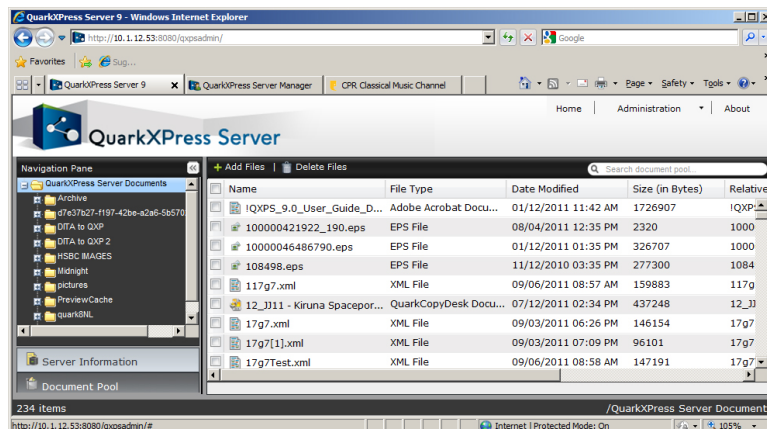 QuarkXPress Server 9 - Windows Internet Explorer
http://10.1.12.53:8080/qxpsadmin/
Google
Favorites Sug...
QuarkXPress Server 9 QuarkXPress Server Manager CPR Classical Music Channel Page Safety Tools
Home | Administration | About
QuarkXPress Server
Navigation Pane
+ Add Files | Delete Files
Search document pool...
QuarkXPress Server Documents
Archive
d7e37b27-f197-42be-a2a6-5b570
DITA to QXP
DITA to QXP 2
HSBC IMAGES
Midnight
pictures
PreviewCache
quark8NL
Server Information
Document Pool
Name File Type Date Modified Size (in Bytes) Relative
!QXPS_9.0_User_Guide_D... Adobe Acrobat Docu... 01/12/2011 11:42 AM 1726907 !QXP
100000421922_190.eps EPS File 08/04/2011 12:35 PM 2320 1000
10000046486790.eps EPS File 01/12/2011 01:35 PM 326707 1000
108498.eps EPS File 11/12/2010 03:35 PM 277300 1084
117g7.xml XML File 09/06/2011 08:57 AM 159883 117g
12_JJ11 - Kiruna Spacepor... QuarkCopyDesk Docu... 07/12/2011 02:34 PM 437248 12_JJ
17g7.xml XML File 09/03/2011 06:26 PM 146154 17g7
17g7[1].xml XML File 09/03/2011 07:09 PM 96101 17g7
17g7Test.xml XML File 09/06/2011 08:58 AM 147191 17g7
234 items /QuarkXPress Server Document
http://10.1.12.53:8080/qxpsadmin/# Internet | Protected Mode: On 105%